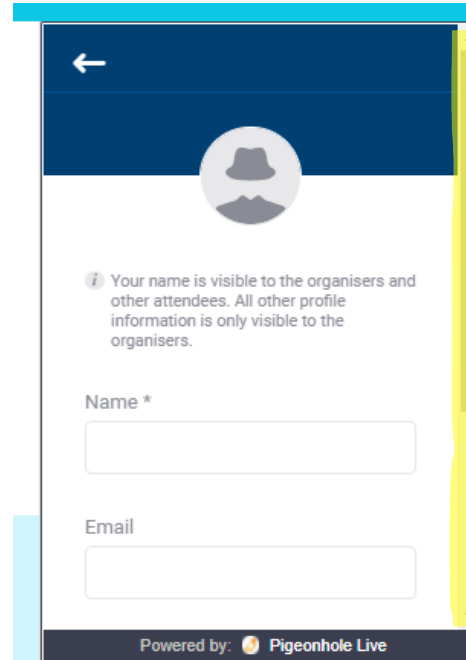 i Your name is visible to the organisers and
other attendees. All other profile
information is only visible to the
organisers.
Name *
Email
Powered by: Pigeonhole Live